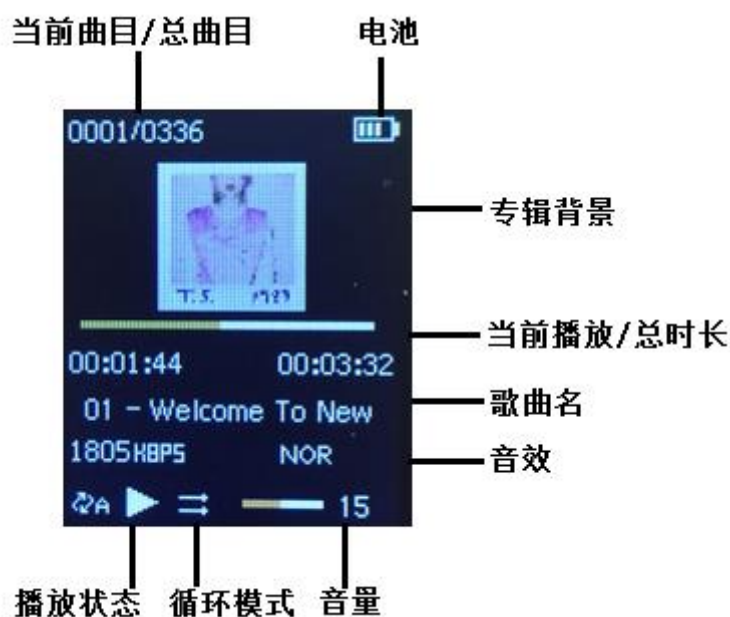 当前曲目/总曲目 电池
0001/0336
专辑背景
T.S. 1989
当前播放/总时长
00:01:44 00:03:32
01 - Welcome To New
歌曲名
1805KBPS NOR
音效
A 15
播放状态 循环模式 音量